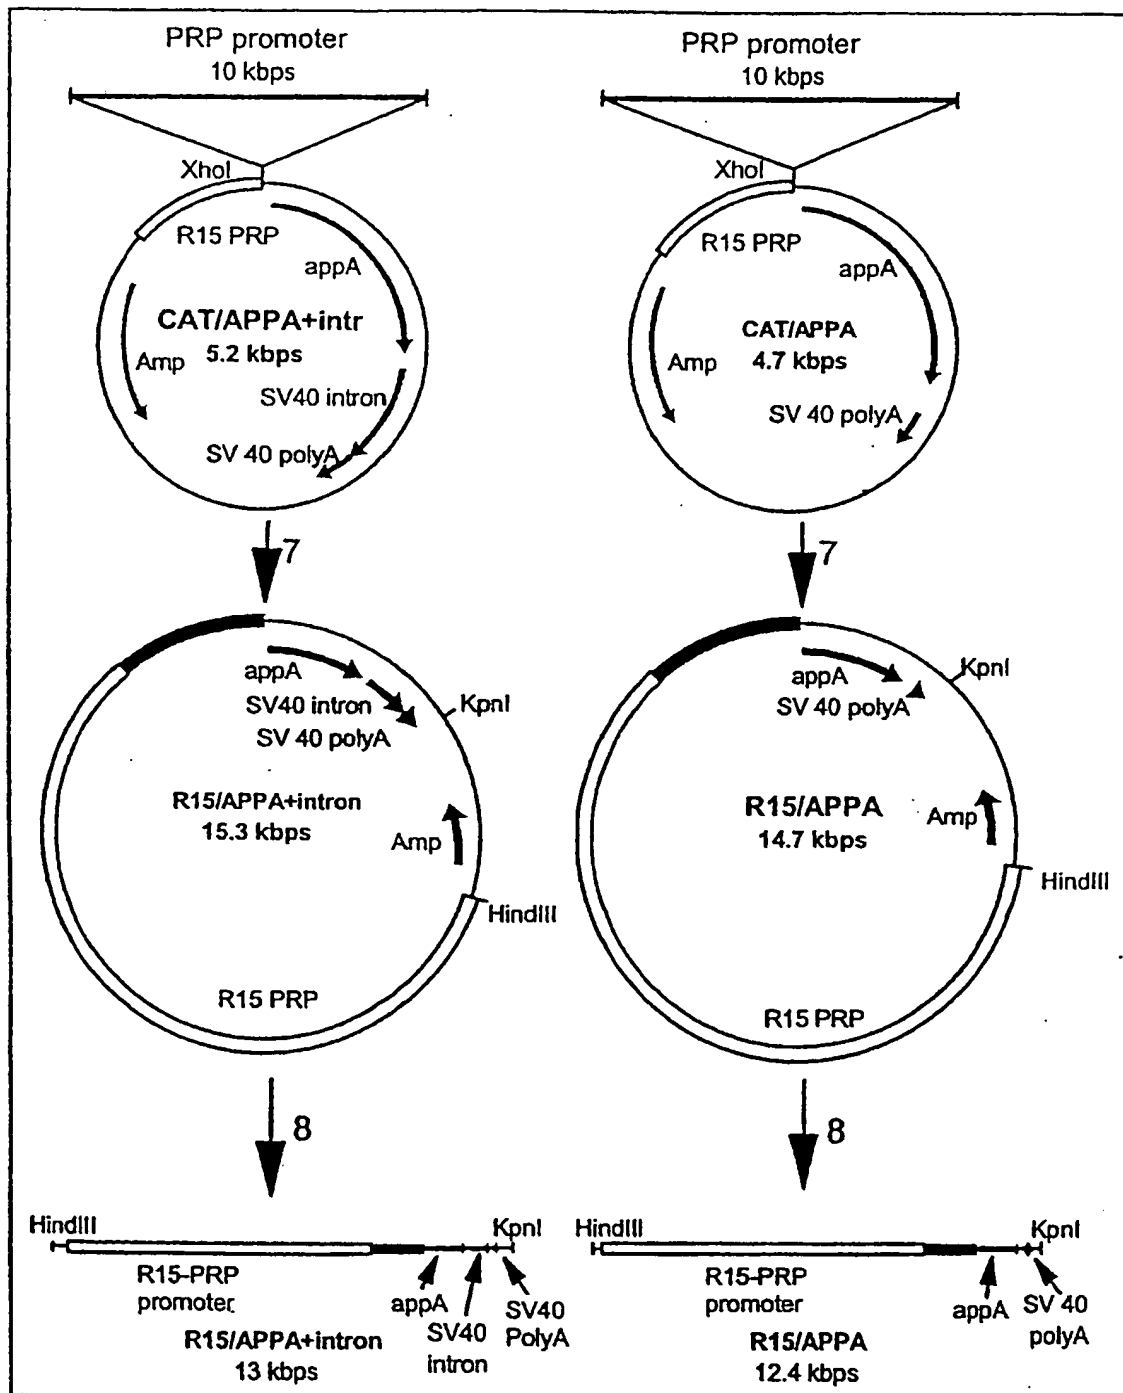 PRP promoter
10 kbps
XhoI
R15 PRP
appA
CAT/APPA+intr
5.2 kbps
Amp
SV40 intron
SV 40 polyA
7
appA
SV40 intron
SV 40 polyA
KpnI
R15/APPA+intron
15.3 kbps
Amp
HindIII
R15 PRP
8
HindIII
KpnI
R15-PRP
promoter
appA
SV40
intron
SV40
PolyA
R15/APPA+intron
13 kbps
PRP promoter
10 kbps
XhoI
R15 PRP
appA
CAT/APPA
4.7 kbps
Amp
SV 40 polyA
7
appA
SV 40 polyA
KpnI
R15/APPA
14.7 kbps
Amp
HindIII
R15 PRP
8
HindIII
KpnI
R15-PRP
promoter
appA
SV 40
polyA
R15/APPA
12.4 kbps